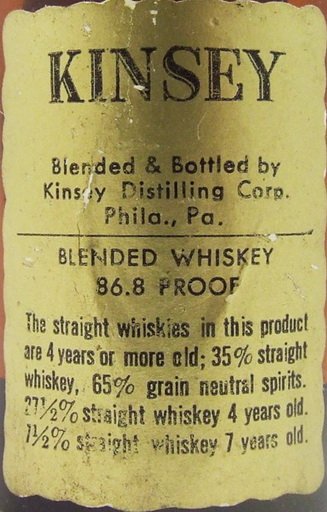 KINSEY
Blended & Bottled by
Kinsey Distilling Corp.
Phila., Pa.
BLENDED WHISKEY
86.8 PROOF
The straight whiskies in this product
are 4 years or more old; 35% straight
whiskey, 65% grain neutral spirits.
27½% straight whiskey 4 years old.
7½% straight whiskey 7 years old.